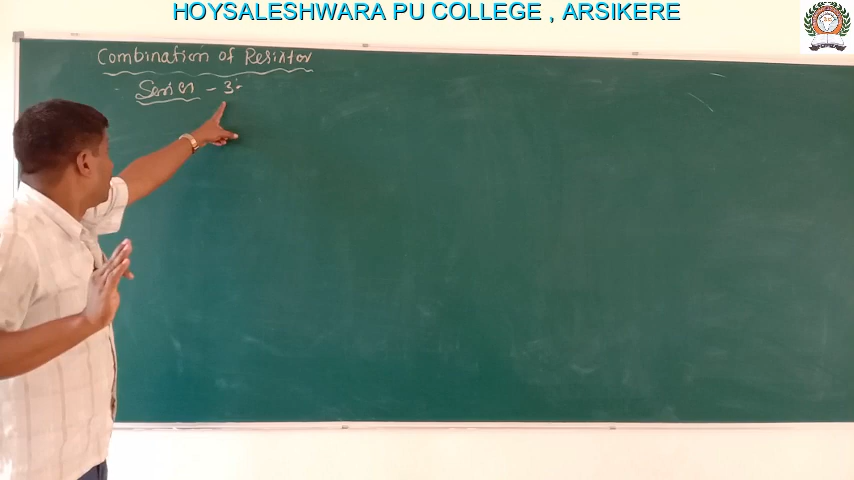 HOYSALESHWARA PU COLLEGE , ARSIKERE
Combination of Resistor
Series - 3